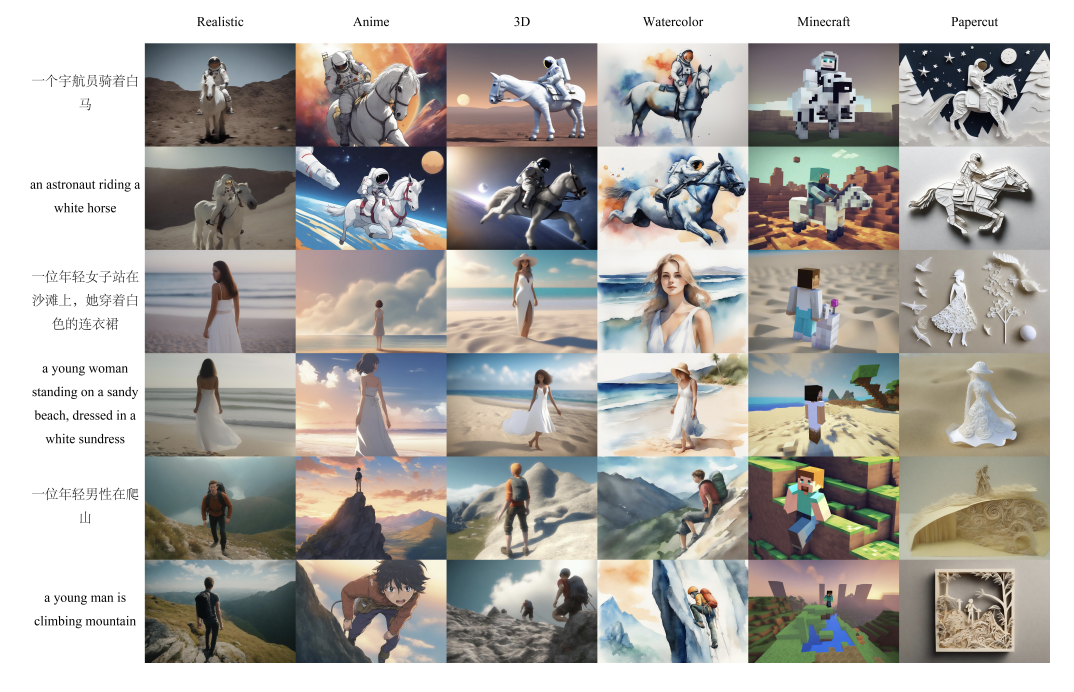 Realistic Anime 3D Watercolor Minecraft Papercut
一个宇航员骑着白
马
an astronaut riding a
white horse
一位年轻女子站在
沙滩上，她穿着白
色的连衣裙
a young woman
standing on a sandy
beach, dressed in a
white sundress
一位年轻男性在爬
山
a young man is
climbing mountain